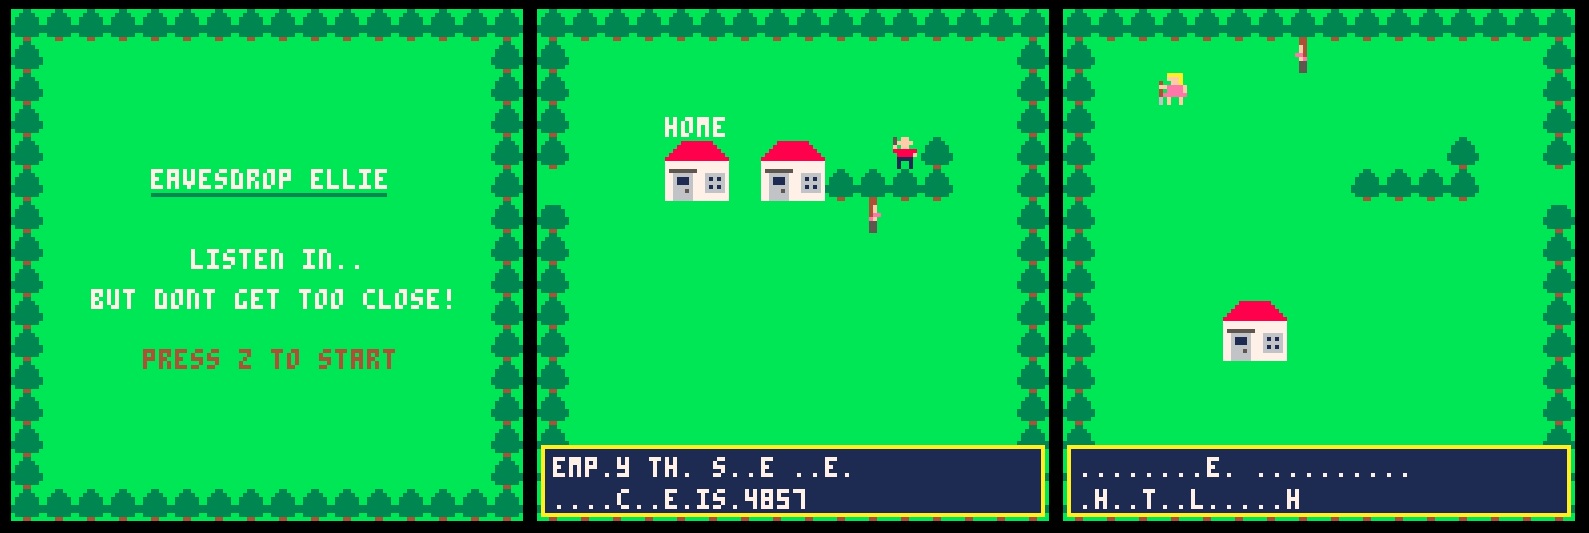 EAVESDROP ELLIE
LISTEN IN..
BUT DONT GET TOO CLOSE!
PRESS Z TO START
HOME
EMP.Y TH. S..E ..E.
....C..E.IS.4857
........E. ..........
.H..T..L.....H